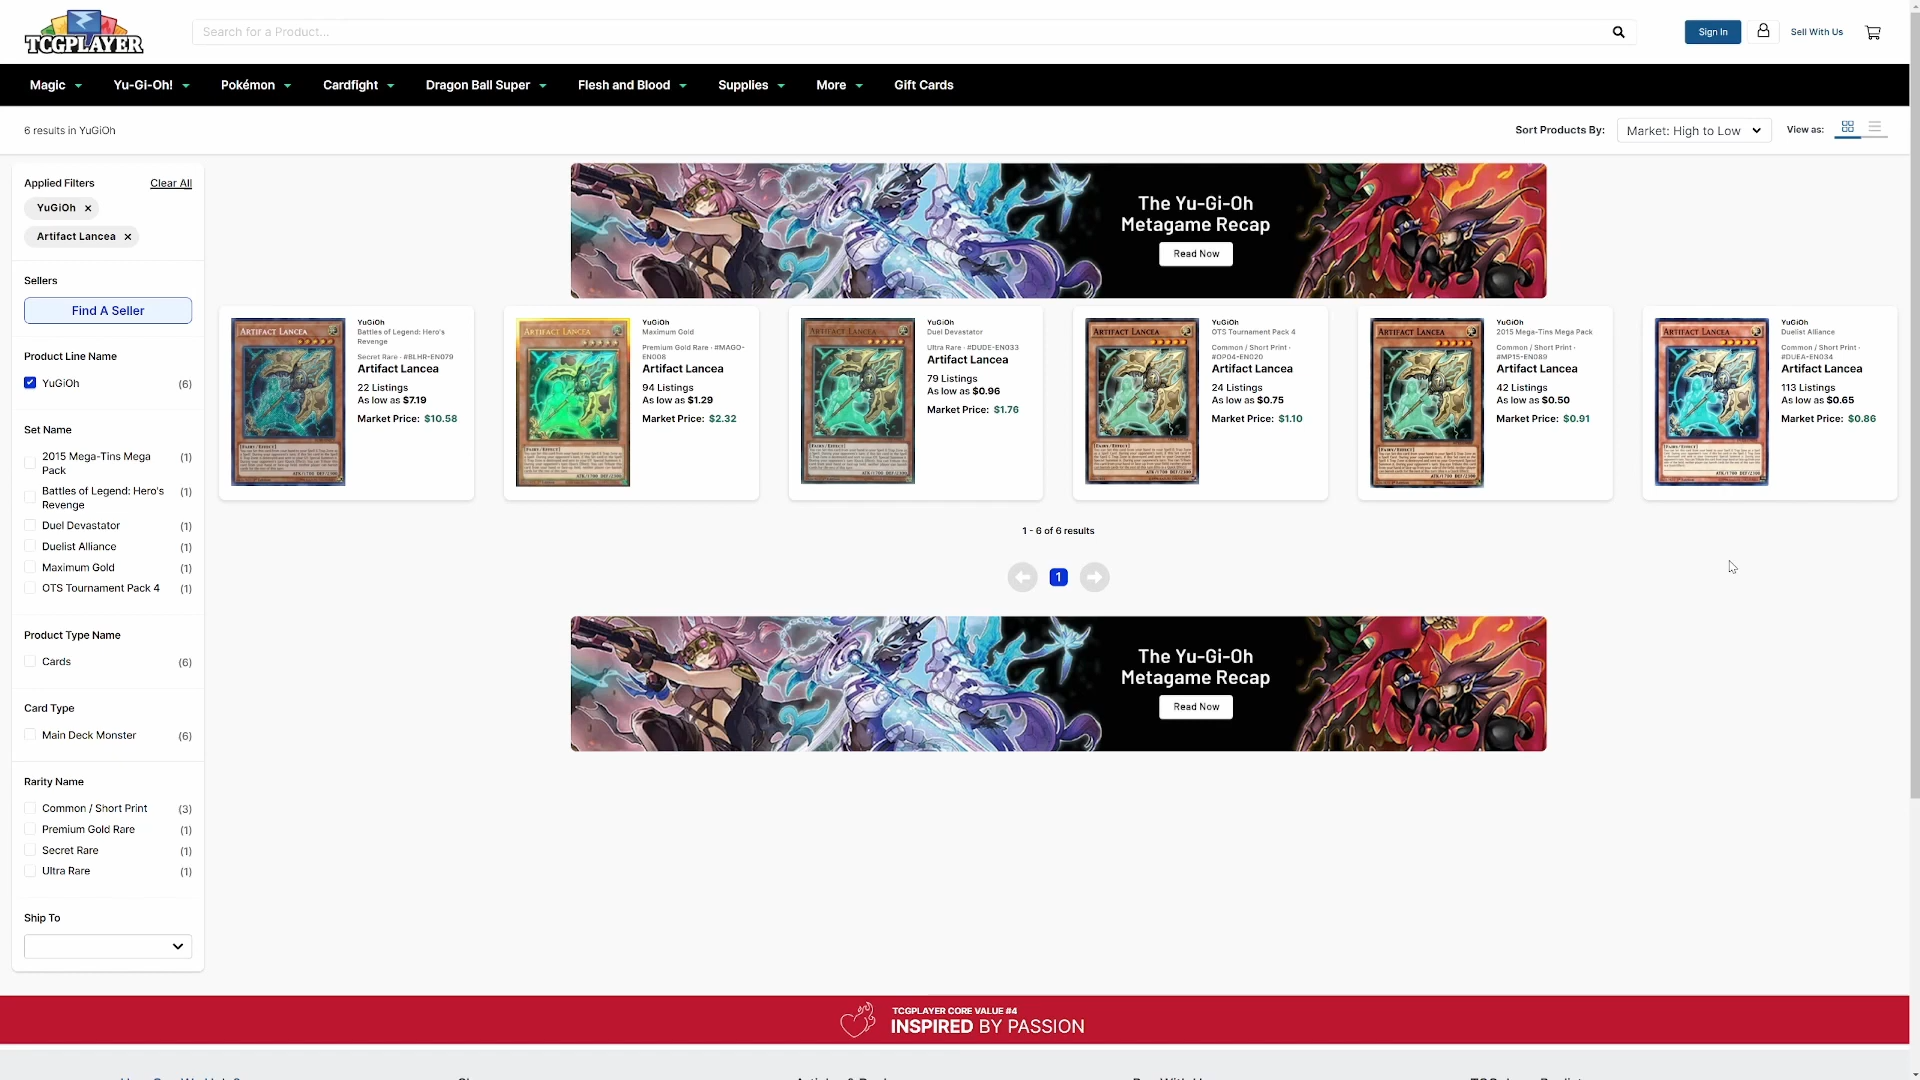 TCGPLAYER
Search for a Product...
Sign In
Sell With Us
Magic
Yu-Gi-Oh!
Pokémon
Cardfight
Dragon Ball Super
Flesh and Blood
Supplies
More
Gift Cards
6 results in YuGiOh
Sort Products By:
Market: High to Low
View as:
Applied Filters
Clear All
YuGiOh
Artifact Lancea
Sellers
Find A Seller
Product Line Name
YuGiOh (6)
Set Name
2015 Mega-Tins Mega (1)
Pack
Battles of Legend: Hero's (1)
Revenge
Duel Devastator (1)
Duelist Alliance (1)
Maximum Gold (1)
OTS Tournament Pack 4 (1)
Product Type Name
Cards (6)
Card Type
Main Deck Monster (6)
Rarity Name
Common / Short Print (3)
Premium Gold Rare (1)
Secret Rare (1)
Ultra Rare (1)
Ship To
The Yu-Gi-Oh
Metagame Recap
Read Now
ARTIFACT LANCEA
YuGiOh
Battles of Legend: Hero's
Revenge
Secret Rare · #BLHR-EN079
Artifact Lancea
22 Listings
As low as $7.19
Market Price: $10.58
ARTIFACT LANCEA
YuGiOh
Maximum Gold
Premium Gold Rare · #MAGO-
EN008
Artifact Lancea
94 Listings
As low as $1.29
Market Price: $2.32
ARTIFACT LANCEA
YuGiOh
Duel Devastator
Ultra Rare · #DUDE-EN033
Artifact Lancea
79 Listings
As low as $0.96
Market Price: $1.76
ARTIFACT LANCEA
YuGiOh
OTS Tournament Pack 4
Common / Short Print ·
#OP04-EN020
Artifact Lancea
24 Listings
As low as $0.75
Market Price: $1.10
ARTIFACT LANCEA
YuGiOh
2015 Mega-Tins Mega Pack
Common / Short Print ·
#MP15-EN089
Artifact Lancea
42 Listings
As low as $0.50
Market Price: $0.91
ARTIFACT LANCEA
YuGiOh
Duelist Alliance
Common / Short Print ·
#DUEA-EN034
Artifact Lancea
113 Listings
As low as $0.65
Market Price: $0.86
1 - 6 of 6 results
1
The Yu-Gi-Oh
Metagame Recap
Read Now
TCGPLAYER CORE VALUE #4
INSPIRED BY PASSION